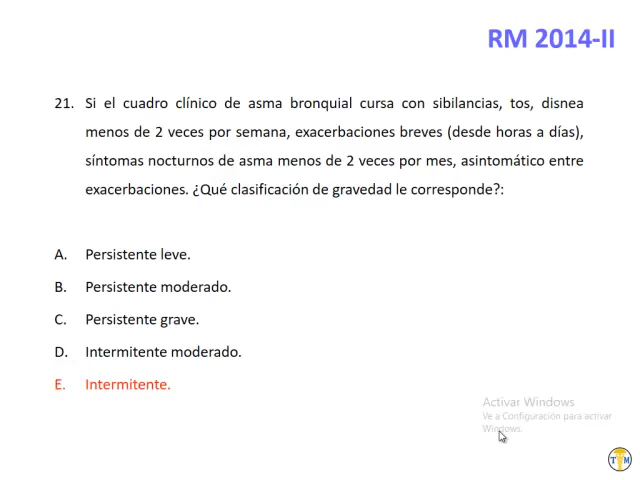 RM 2014-II
21. Si el cuadro clínico de asma bronquial cursa con sibilancias, tos, disnea
menos de 2 veces por semana, exacerbaciones breves (desde horas a días),
síntomas nocturnos de asma menos de 2 veces por mes, asintomático entre
exacerbaciones. ¿Qué clasificación de gravedad le corresponde?:
A. Persistente leve.
B. Persistente moderado.
C. Persistente grave.
D. Intermitente moderado.
E. Intermitente.
Activar Windows
Ve a Configuración para activar
Windows.
T M